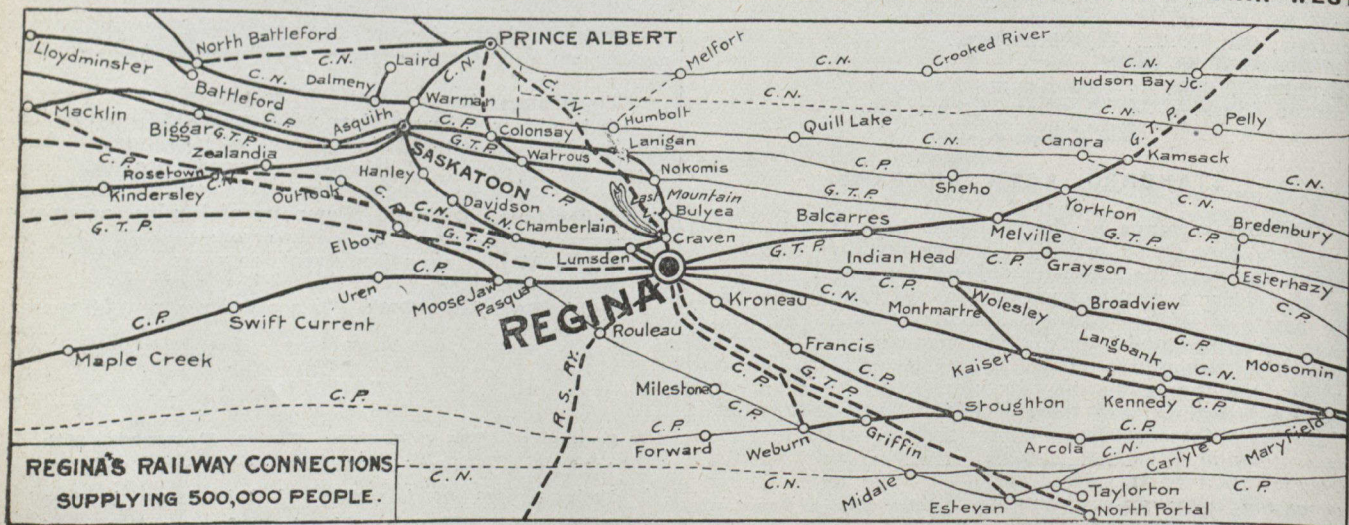 WEST
Lloydminster
North Battleford
C. N.
Battleford
Dalmeny
Laird
C.N.
PRINCE ALBERT
Melfort
C.N.
Crooked River
Hudson Bay Jc.
Macklin
Biggar
G.T.P.
C.P.
Asquith
Warman
C.P.
G.T.P.
Colonsay
C. N.
Humbolt
Lanigan
C.N.
Quill Lake
C.N.
C.N.
Canora
G.T.P.
Pelly
Kamsack
SASKATOON
Zealandia
C.P.
Rosetown
C.N.
Kindersley
Outlook
Hanley
Davidson
Watrous
C.P.
Nokomis
Last Mountain L.
Bulyea
C.P.
Sheho
Yorkton
C.N.
C.N.
Bredenbury
G.T.P.
C.P.
Elbow
C.N.
C.N.
G.T.P.
Chamberlain
Craven
Lumsden
G.T.P.
Balcarres
G.T.P.
Melville
G.T.P.
C.P.
Grayson
Esterhazy
C.P.
C.P.
Swift Current
Uren
C.P.
Moose Jaw
Pasqua
REGINA
Indian Head
C.P.
Wolesley
Broadview
C.P.
Moosomin
Maple Creek
Rouleau
Kroneau
C.N.
Montmartre
Kaiser
Langbank
C.N.
Kennedy
C.P.
Maryfield
C.P.
R.S. RY.
Milestone
C.P.
C.P.
G.T.P.
Francis
C.P.
Stoughton
Arcola
C.P.
C.N.
Carlyle
Forward
Weburn
Griffin
C.N.
Midale
C.N.
Estevan
Taylorton
North Portal
C.P.
REGINA'S RAILWAY CONNECTIONS
SUPPLYING 500,000 PEOPLE.